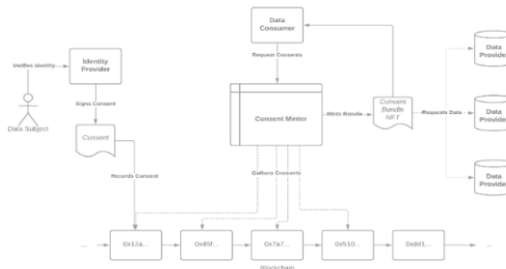 Data
Consumer
Data
Provider
Verifies Identity
Identity
Provider
Request Consents
Signs Consent
Consent Minter
Mints Bundle
Consent
Bundle
NFT
Requests Data
Data
Provider
Data Subject
Consent
Records Consent
Gathers Consents
Data
Provider
...
0x12a...
0x7a7...
0x510...
...
Blockchain